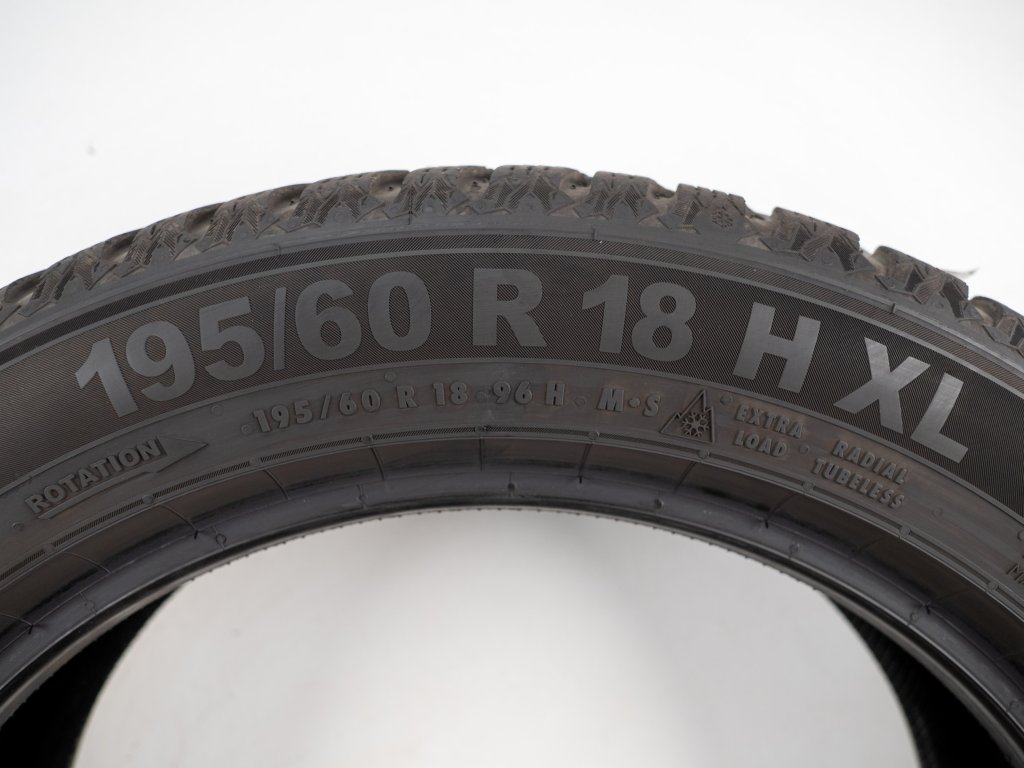 195/60 R 18 H XL
195/60 R 18 96 H M·S
EXTRA
LOAD
RADIAL
TUBELESS
ROTATION